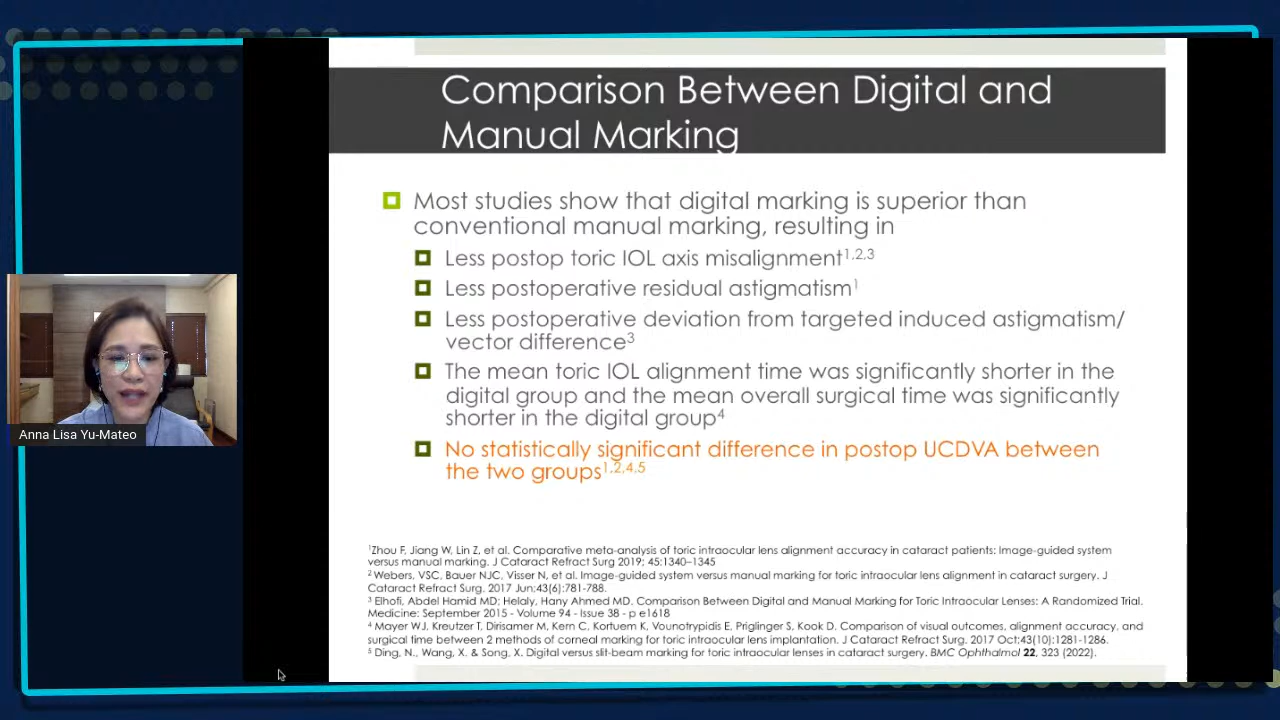 Comparison Between Digital and
Manual Marking
Most studies show that digital marking is superior than
conventional manual marking, resulting in
Less postop toric IOL axis misalignment1,2,3
Less postoperative residual astigmatism1
Less postoperative deviation from targeted induced astigmatism/
vector difference3
The mean toric IOL alignment time was significantly shorter in the
digital group and the mean overall surgical time was significantly
shorter in the digital group4
No statistically significant difference in postop UCDVA between
the two groups1,2,4,5
Anna Lisa Yu-Mateo
1Zhou F, Jiang W, Lin Z, et al. Comparative meta-analysis of toric intraocular lens alignment accuracy in cataract patients: Image-guided system
versus manual marking. J Cataract Refract Surg 2019; 45:1340–1345
2 Webers, VSC, Bauer NJC, Visser N, et al. Image-guided system versus manual marking for toric intraocular lens alignment in cataract surgery. J
Cataract Refract Surg. 2017 Jun;43(6):781-788.
3 Elhofi, Abdel Hamid MD; Helaly, Hany Ahmed MD. Comparison Between Digital and Manual Marking for Toric Intraocular Lenses: A Randomized Trial.
Medicine: September 2015 - Volume 94 - Issue 38 - p e1618
4 Mayer WJ, Kreutzer T, Dirisamer M, Kern C, Kortuem K, Vounotrypidis E, Priglinger S, Kook D. Comparison of visual outcomes, alignment accuracy, and
surgical time between 2 methods of corneal marking for toric intraocular lens implantation. J Cataract Refract Surg. 2017 Oct;43(10):1281-1286.
5 Ding, N., Wang, X. & Song, X. Digital versus slit-beam marking for toric intraocular lenses in cataract surgery. BMC Ophthalmol 22, 323 (2022).